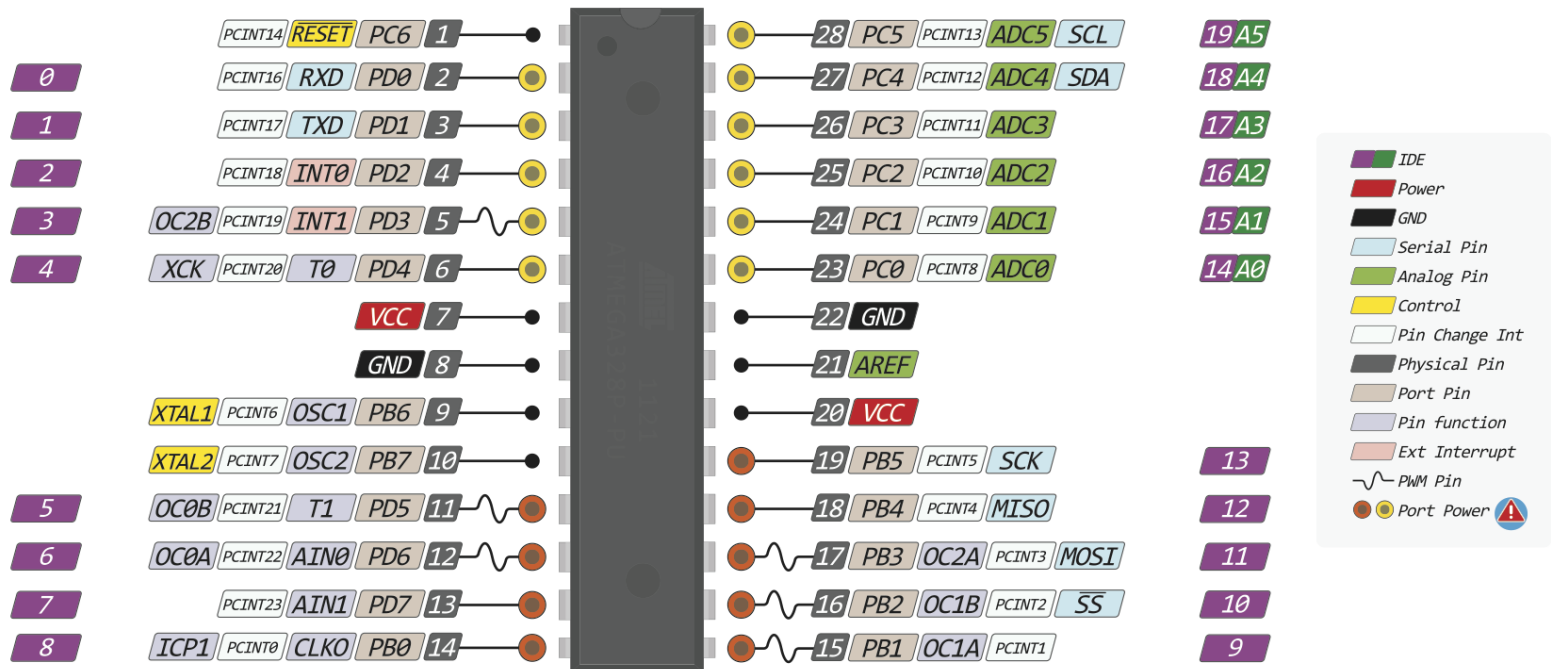 PCINT14 RESET PC6 1 28 PC5 PCINT13 ADC5 SCL 19 A5
0 PCINT16 RXD PD0 2 27 PC4 PCINT12 ADC4 SDA 18 A4
1 PCINT17 TXD PD1 3 26 PC3 PCINT11 ADC3 17 A3
2 PCINT18 INT0 PD2 4 25 PC2 PCINT10 ADC2 16 A2
3 OC2B PCINT19 INT1 PD3 5 24 PC1 PCINT9 ADC1 15 A1
4 XCK PCINT20 T0 PD4 6 23 PC0 PCINT8 ADC0 14 A0
VCC 7 22 GND
GND 8 21 AREF
XTAL1 PCINT6 OSC1 PB6 9 20 VCC
XTAL2 PCINT7 OSC2 PB7 10 19 PB5 PCINT5 SCK 13
5 OC0B PCINT21 T1 PD5 11 18 PB4 PCINT4 MISO 12
6 OC0A PCINT22 AIN0 PD6 12 17 PB3 OC2A PCINT3 MOSI 11
7 PCINT23 AIN1 PD7 13 16 PB2 OC1B PCINT2 SS 10
8 ICP1 PCINT0 CLKO PB0 14 15 PB1 OC1A PCINT1 9
ATMEGA328P-PU
Atmel
1121
IDE
Power
GND
Serial Pin
Analog Pin
Control
Pin Change Int
Physical Pin
Port Pin
Pin function
Ext Interrupt
PWM Pin
Port Power